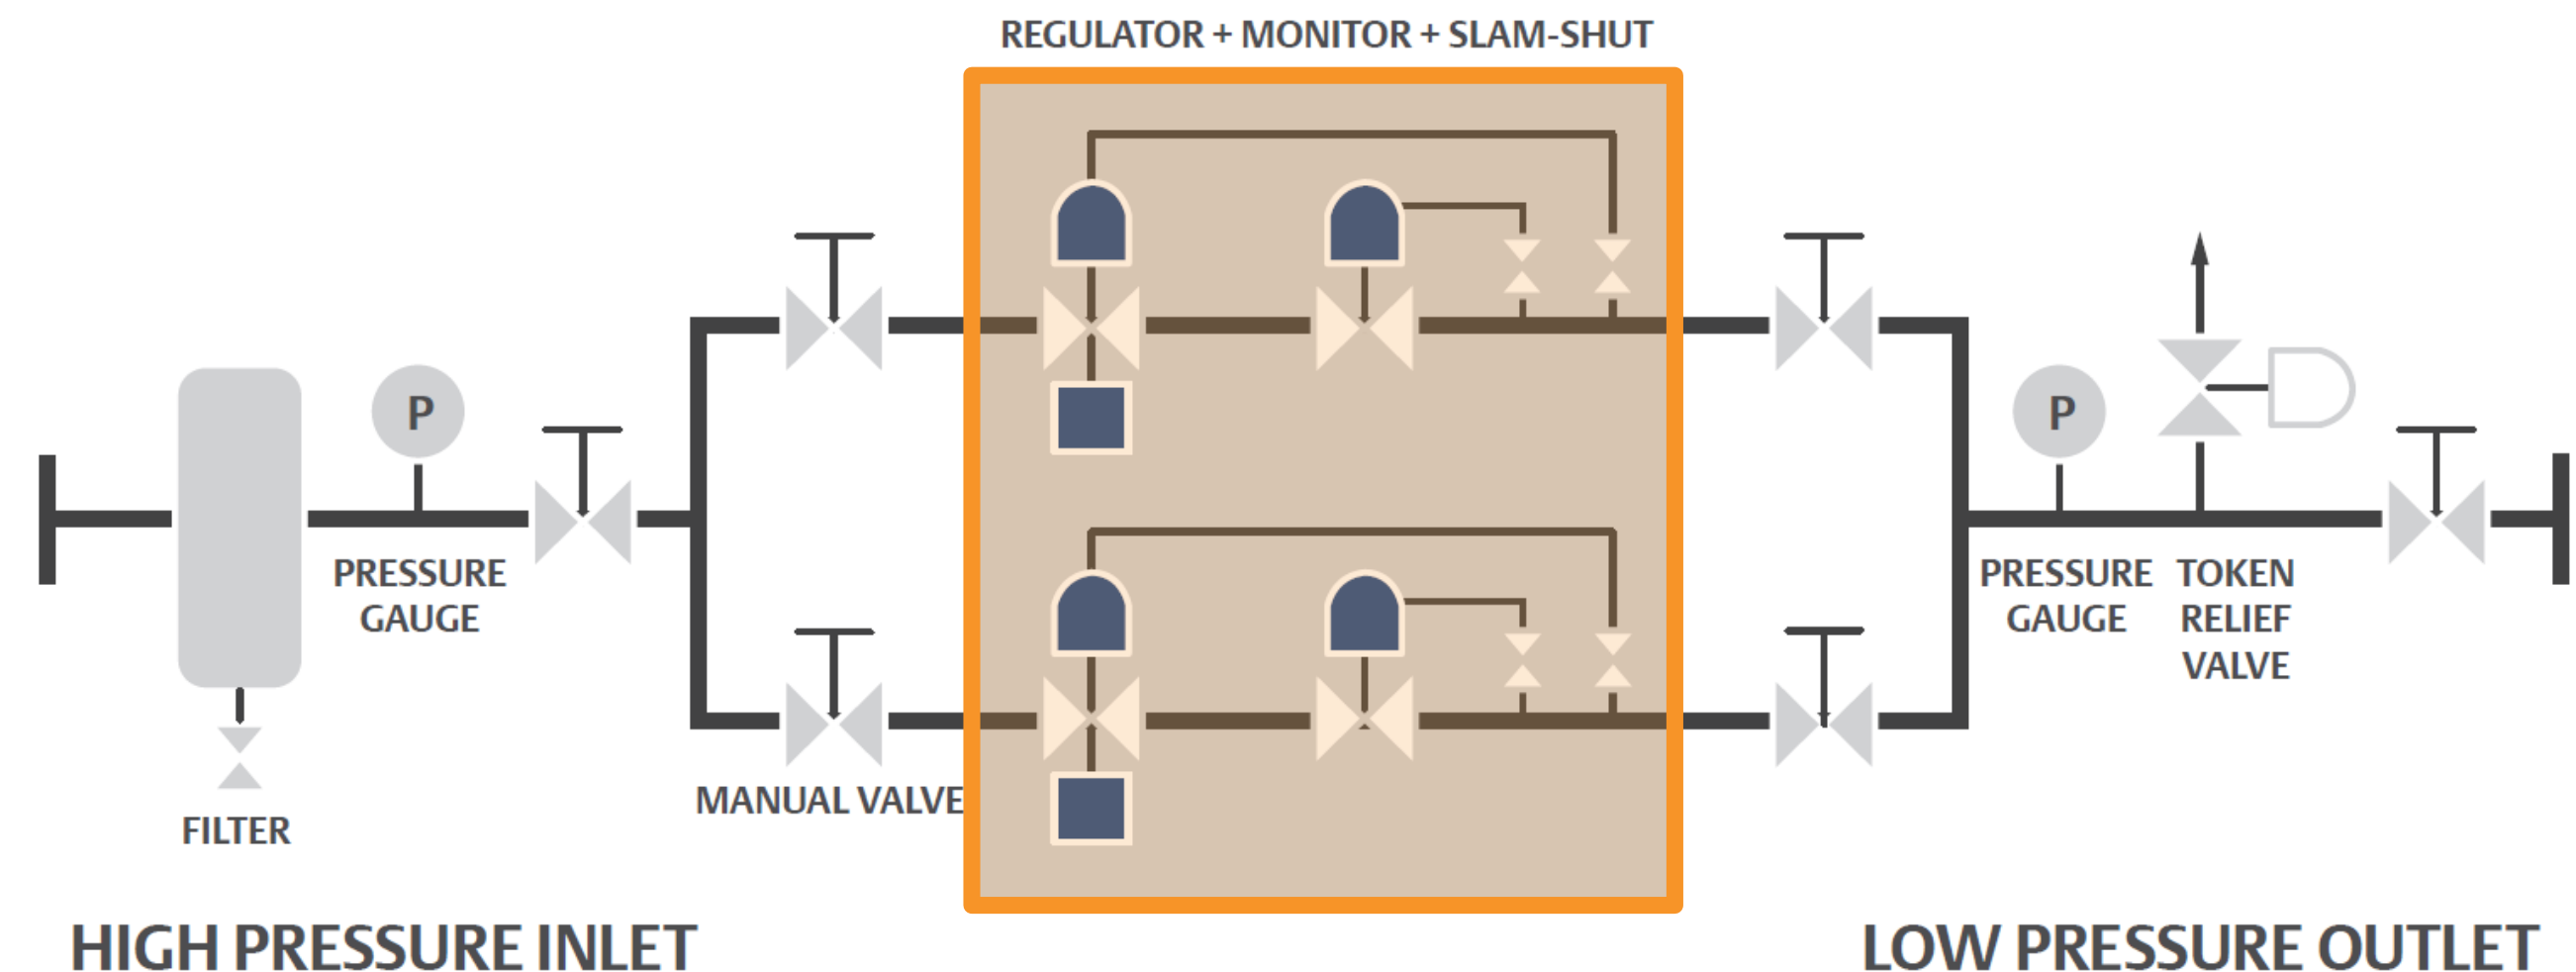 REGULATOR + MONITOR + SLAM-SHUT
P
P
PRESSURE
GAUGE
PRESSURE
GAUGE
TOKEN
RELIEF
VALVE
MANUAL VALVE
FILTER
HIGH PRESSURE INLET
LOW PRESSURE OUTLET